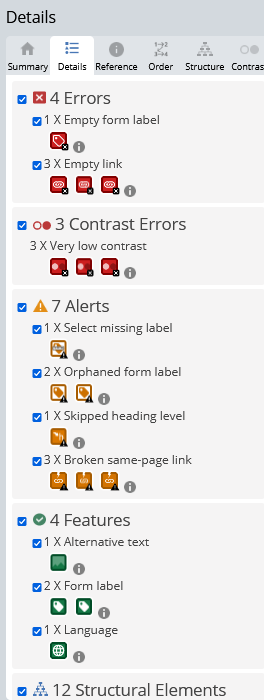 Details
Summary Details Reference Order Structure Contras
4 Errors
1 X Empty form label
3 X Empty link
3 Contrast Errors
3 X Very low contrast
7 Alerts
1 X Select missing label
2 X Orphaned form label
1 X Skipped heading level
3 X Broken same-page link
4 Features
1 X Alternative text
2 X Form label
1 X Language
12 Structural Elements